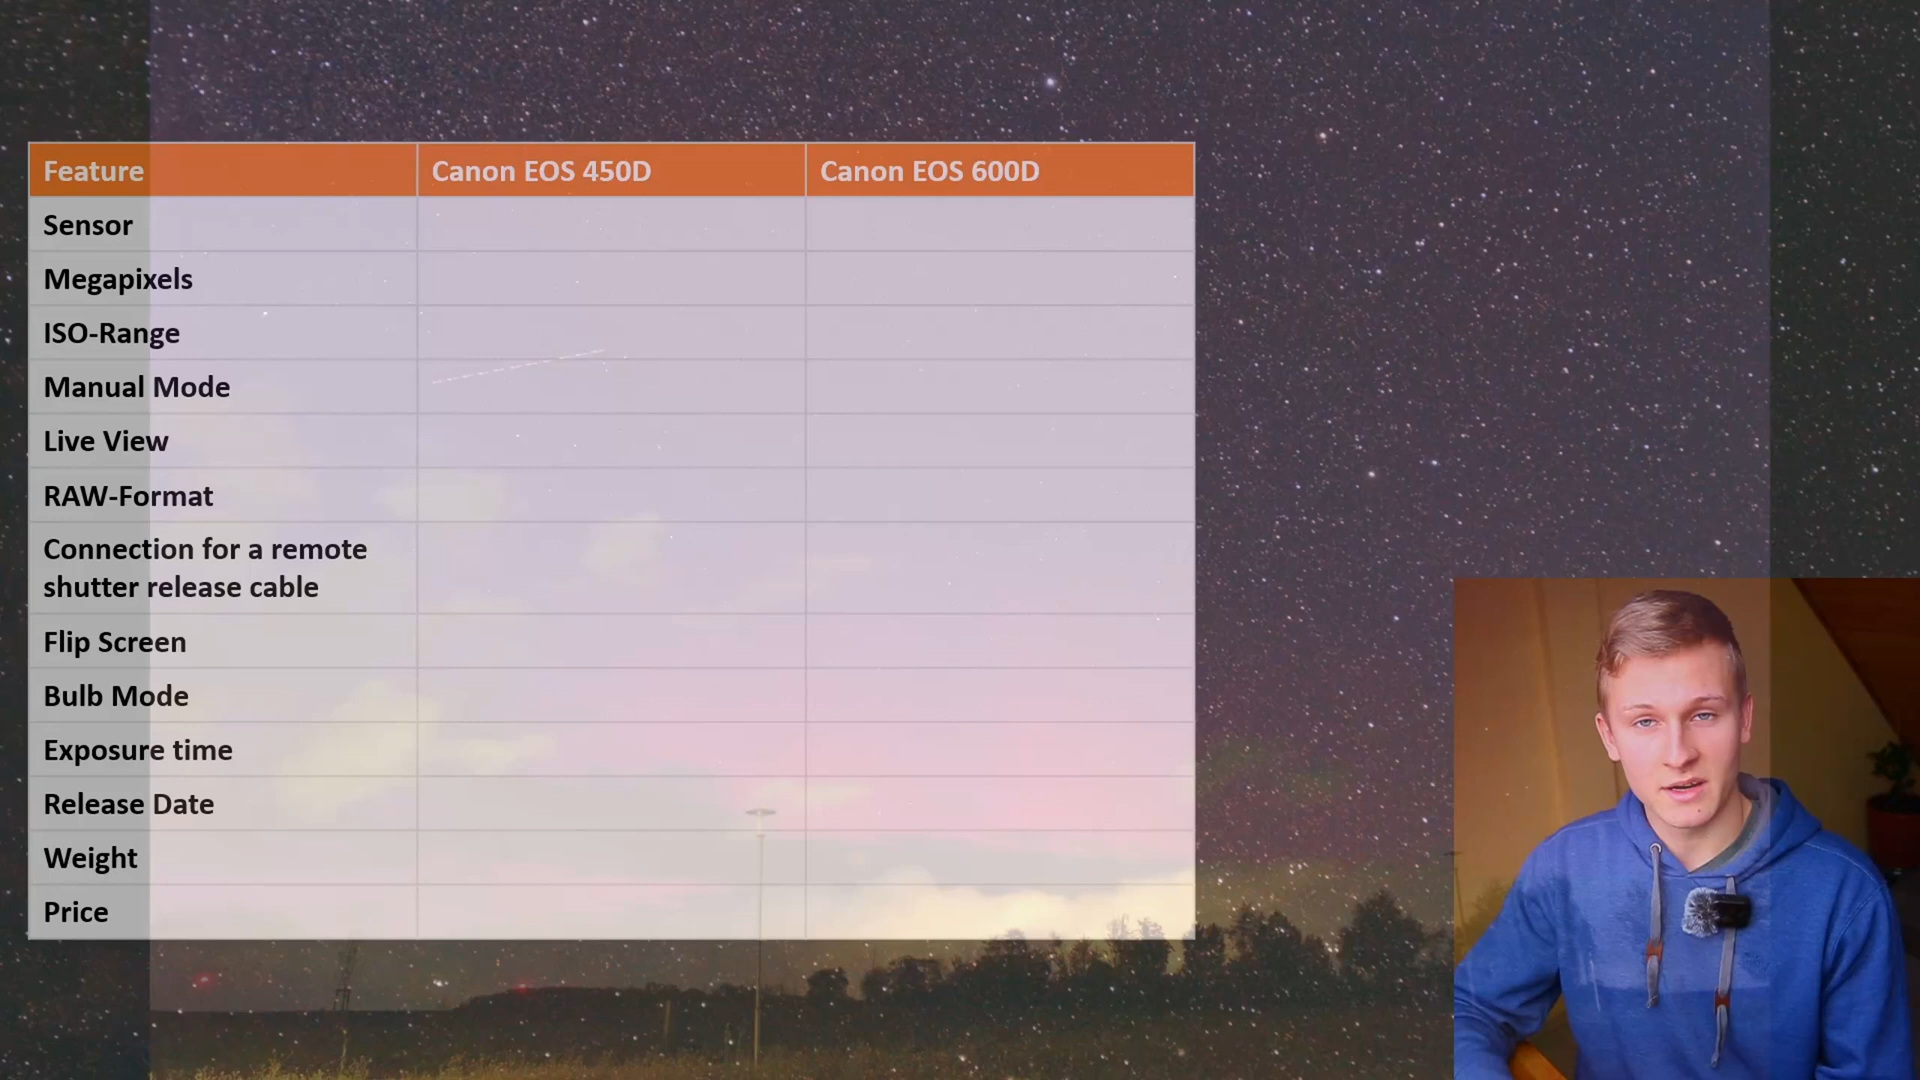 Feature Canon EOS 450D Canon EOS 600D
Sensor
Megapixels
ISO-Range
Manual Mode
Live View
RAW-Format
Connection for a remote
shutter release cable
Flip Screen
Bulb Mode
Exposure time
Release Date
Weight
Price